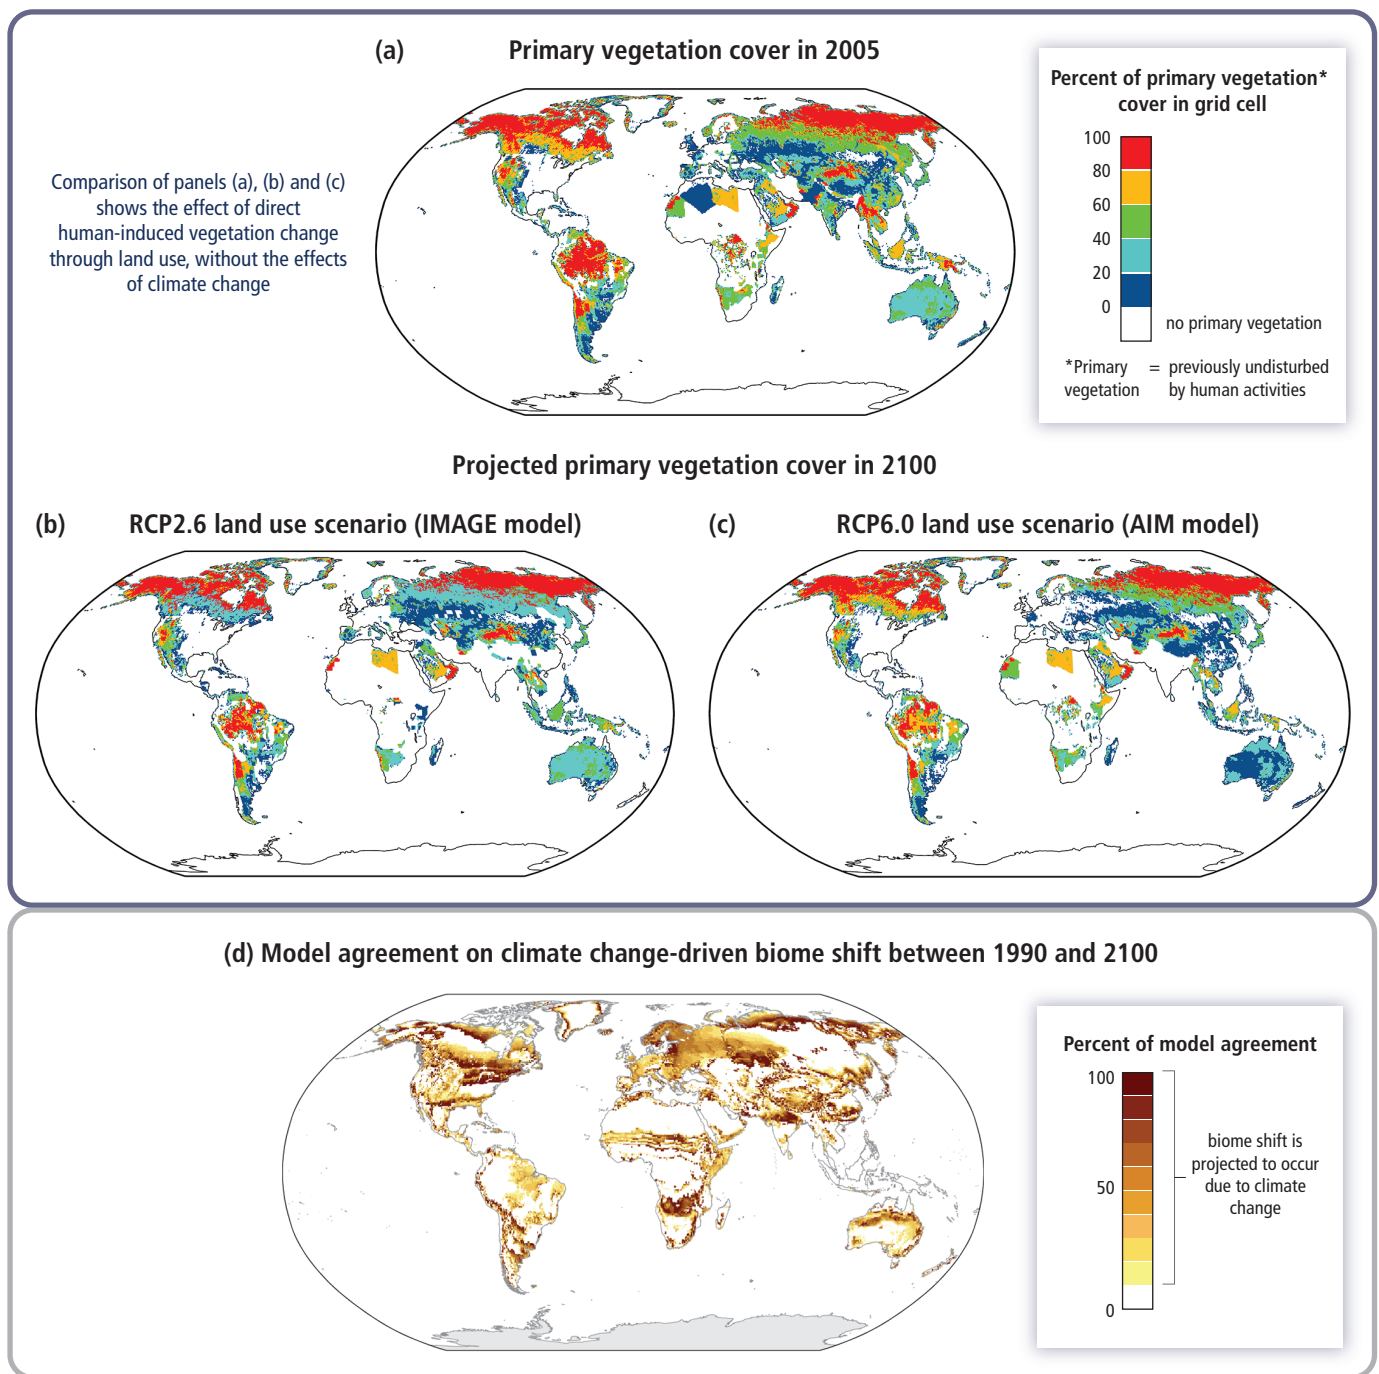 (a) Primary vegetation cover in 2005
Comparison of panels (a), (b) and (c)
shows the effect of direct
human-induced vegetation change
through land use, without the effects
of climate change
Percent of primary vegetation*
cover in grid cell
100
80
60
40
20
0
no primary vegetation
*Primary = previously undisturbed
vegetation by human activities
Projected primary vegetation cover in 2100
(b) RCP2.6 land use scenario (IMAGE model)
(c) RCP6.0 land use scenario (AIM model)
(d) Model agreement on climate change-driven biome shift between 1990 and 2100
Percent of model agreement
100
50
0
biome shift is
projected to occur
due to climate
change